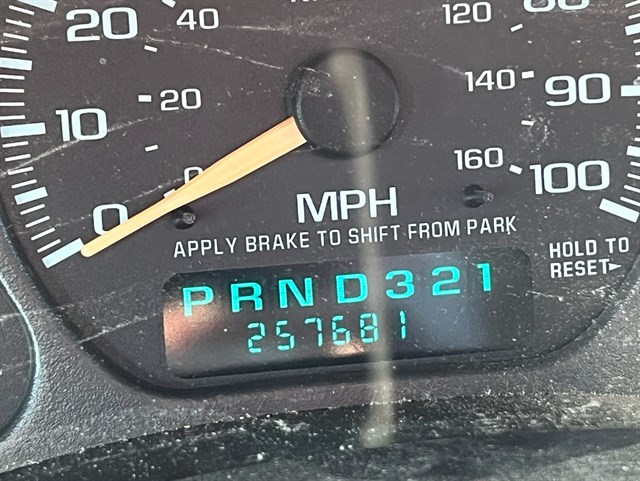 20 40 120
140 90
10 20
160 100
0 0
MPH
APPLY BRAKE TO SHIFT FROM PARK
HOLD TO
RESET►
PRND321
257681